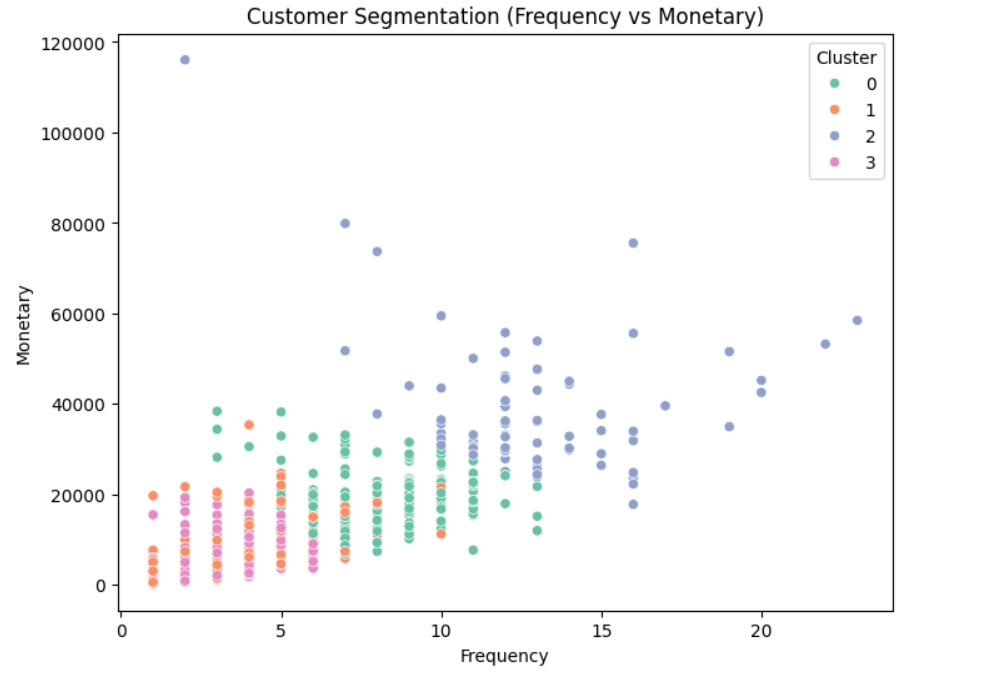 Customer Segmentation (Frequency vs Monetary)
120000
100000
80000
60000
40000
20000
0
Monetary
Cluster
0
1
2
3
0 5 10 15 20
Frequency